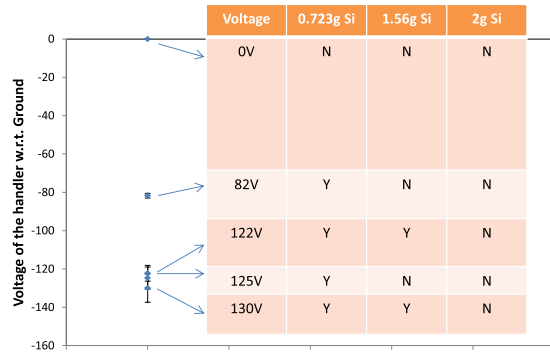 Voltage 0.723g Si 1.56g Si 2g Si
0V N N N
82V Y N N
122V Y Y N
125V Y N N
130V Y Y N
Voltage of the handler w.r.t. Ground
0
-20
-40
-60
-80
-100
-120
-140
-160